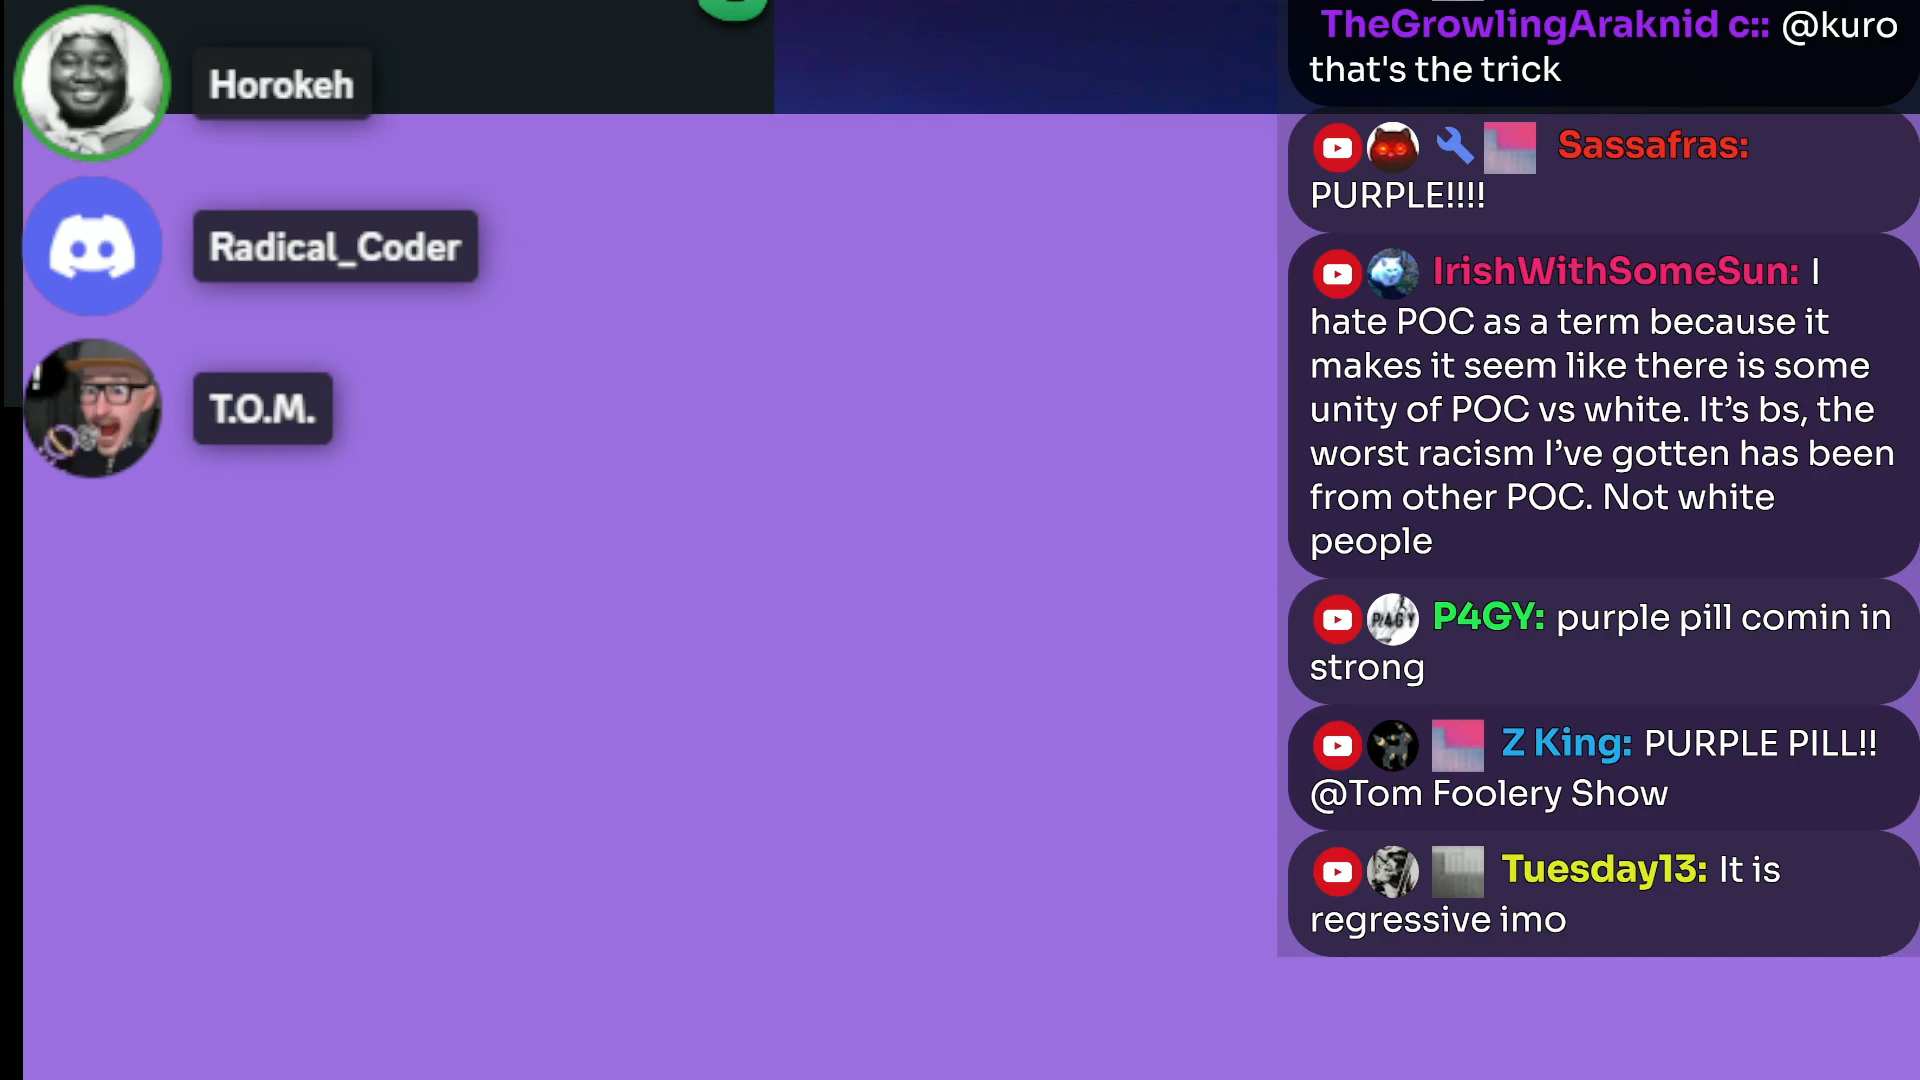 Horokeh
Radical_Coder
T.O.M.
TheGrowlingAraknid c:: @kuro
that's the trick
Sassafras:
PURPLE!!!!
IrishWithSomeSun: I
hate POC as a term because it
makes it seem like there is some
unity of POC vs white. It’s bs, the
worst racism I’ve gotten has been
from other POC. Not white
people
P4GY
P4GY: purple pill comin in
strong
Z King: PURPLE PILL!!
@Tom Foolery Show
Tuesday13: It is
regressive imo